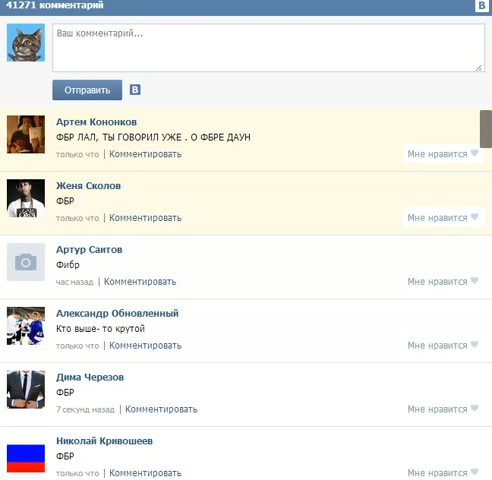 41271 комментарий
B
Ваш комментарий...
Отправить B
Артем Кононков
ФБР ЛАЛ, ТЫ ГОВОРИЛ УЖЕ . О ФБРЕ ДАУН
только что | Комментировать Мне нравится
Женя Сколов
ФБР
только что | Комментировать Мне нравится
Артур Саитов
Фибр
час назад | Комментировать Мне нравится
Александр Обновленный
Кто выше- то крутой
только что | Комментировать Мне нравится
Дима Черезов
ФБР
7 секунд назад | Комментировать Мне нравится
Николай Кривошеев
ФБР
только что | Комментировать Мне нравится